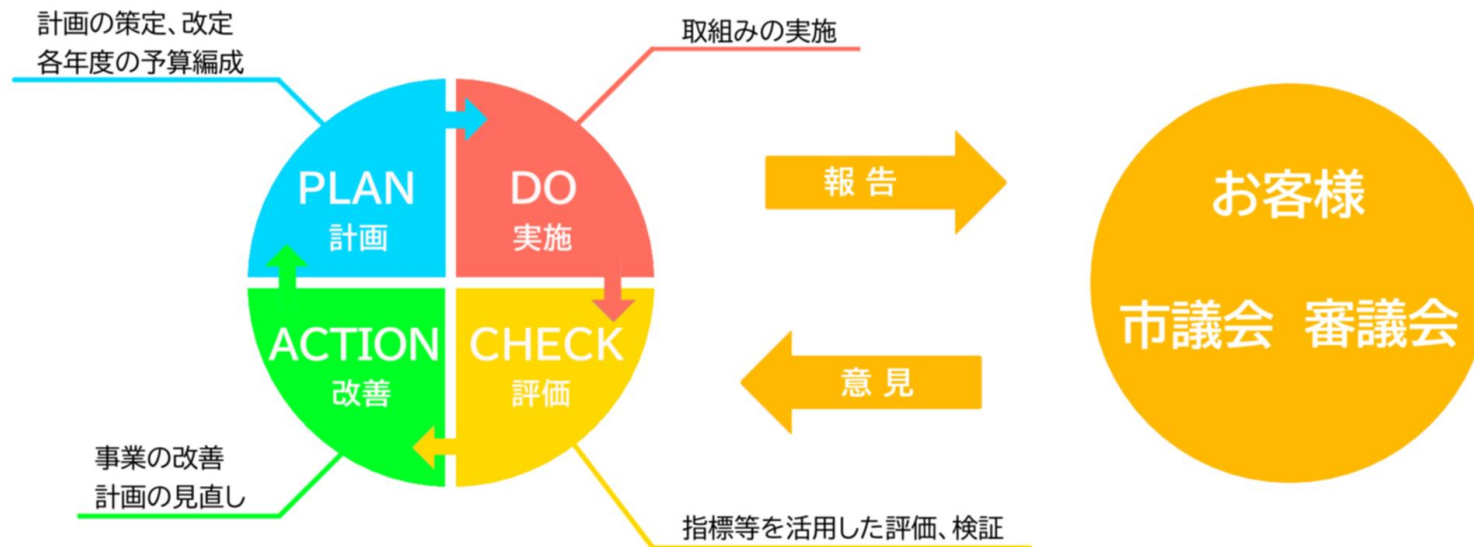 計画の策定、改定
各年度の予算編成
取組みの実施
PLAN
計画
DO
実施
ACTION
改善
CHECK
評価
事業の改善
計画の見直し
指標等を活用した評価、検証
報告
意見
お客様
市議会 審議会